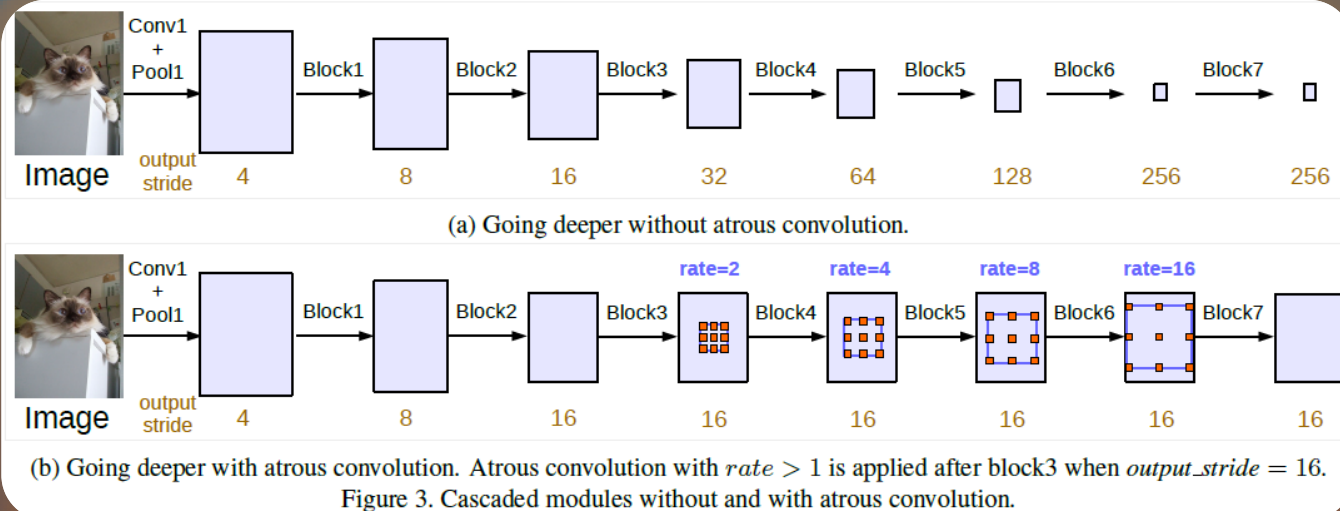 Conv1
+
Pool1
Block1
Block2
Block3
Block4
Block5
Block6
Block7
Image
output
stride
4
8
16
32
64
128
256
256
(a) Going deeper without atrous convolution.
rate=2
rate=4
rate=8
rate=16
Conv1
+
Pool1
Block1
Block2
Block3
Block4
Block5
Block6
Block7
Image
output
stride
4
8
16
16
16
16
16
16
(b) Going deeper with atrous convolution. Atrous convolution with rate > 1 is applied after block3 when output_stride = 16.
Figure 3. Cascaded modules without and with atrous convolution.